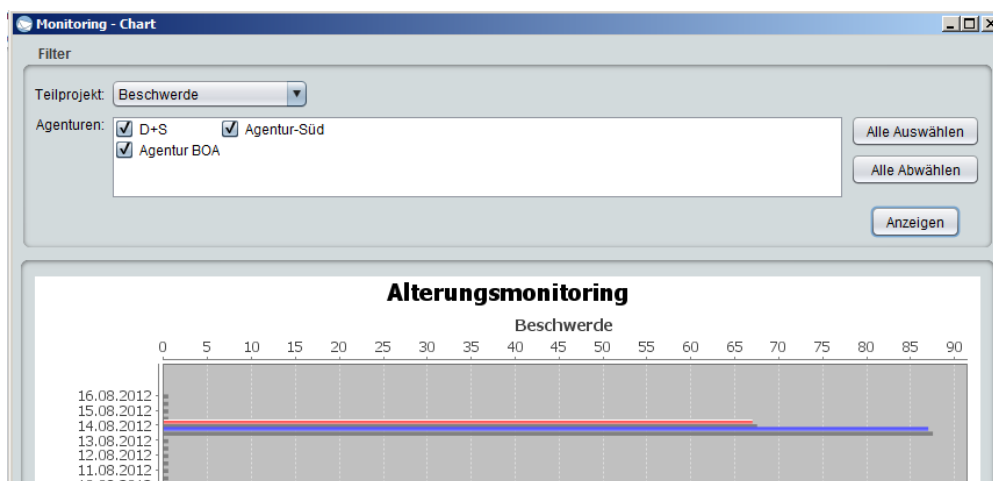 Monitoring - Chart
Filter
Teilprojekt: Beschwerde
Agenturen: D+S Agentur-Süd
Agentur BOA
Alle Auswählen
Alle Abwählen
Anzeigen
Alterungsmonitoring
Beschwerde
0 5 10 15 20 25 30 35 40 45 50 55 60 65 70 75 80 85 90
16.08.2012
15.08.2012
14.08.2012
13.08.2012
12.08.2012
11.08.2012